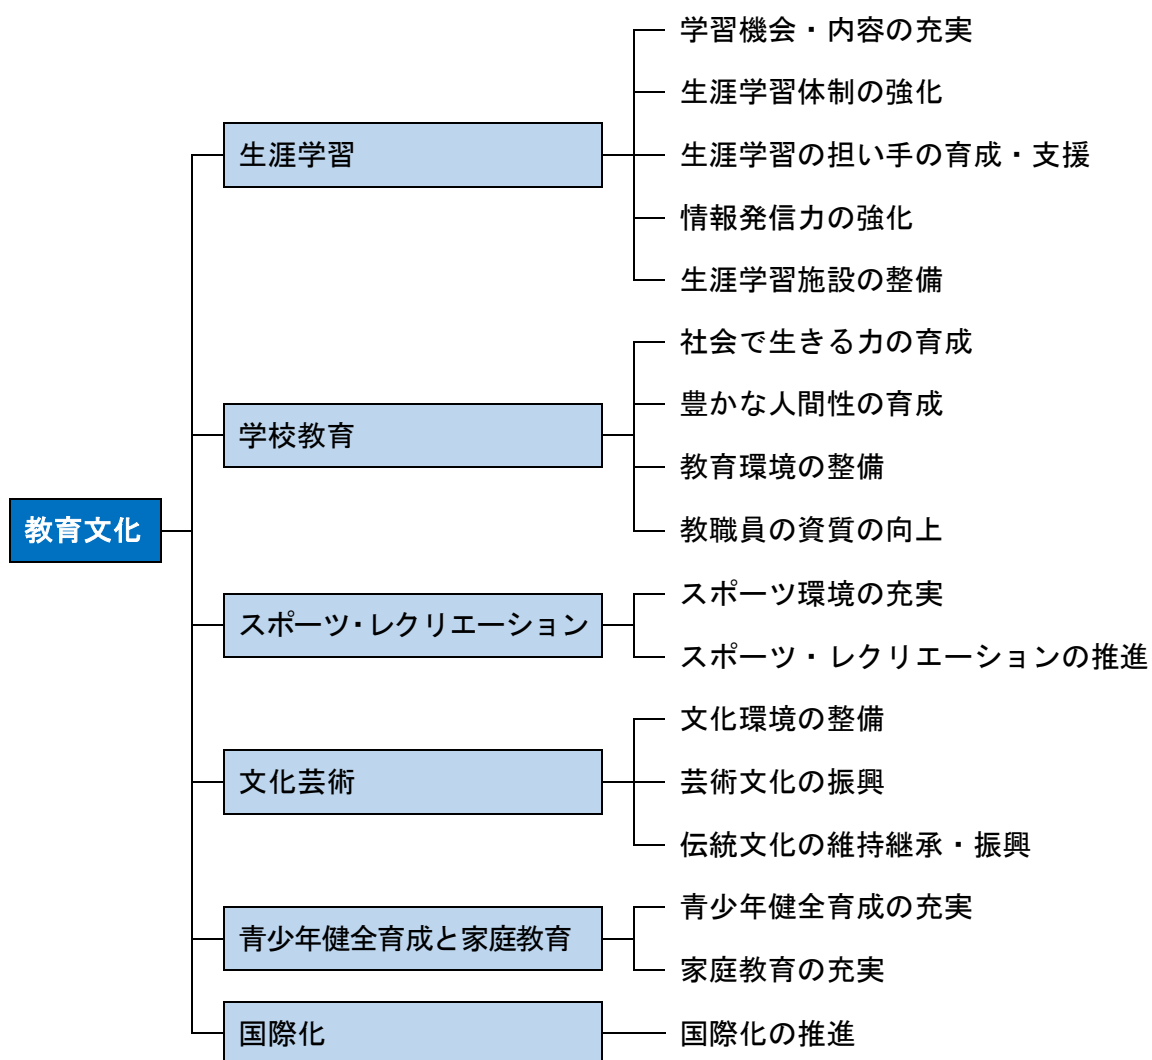 教育文化
生涯学習
学習機会・内容の充実
生涯学習体制の強化
生涯学習の担い手の育成・支援
情報発信力の強化
生涯学習施設の整備
学校教育
社会で生きる力の育成
豊かな人間性の育成
教育環境の整備
教職員の資質の向上
スポーツ・レクリエーション
スポーツ環境の充実
スポーツ・レクリエーションの推進
文化芸術
文化環境の整備
芸術文化の振興
伝統文化の維持継承・振興
青少年健全育成と家庭教育
青少年健全育成の充実
家庭教育の充実
国際化
国際化の推進